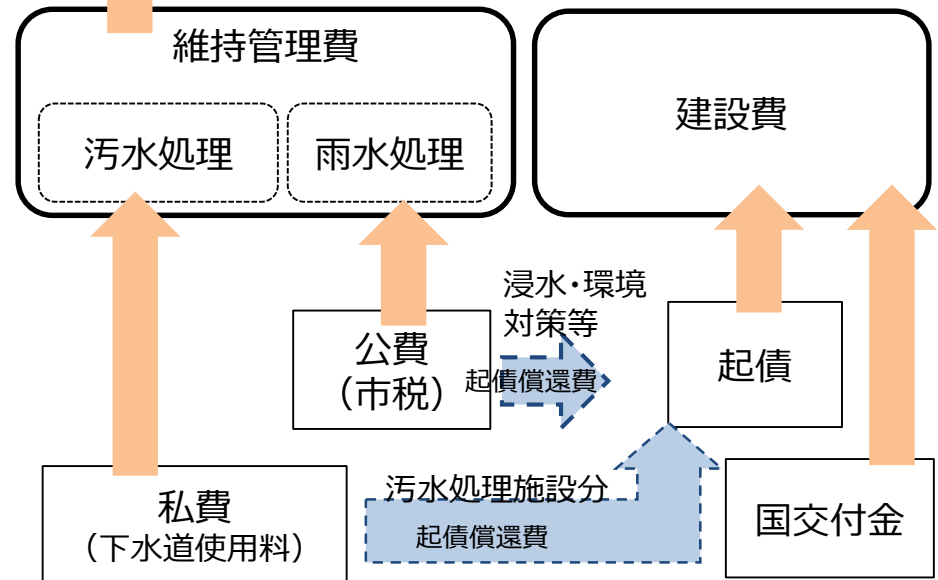 維持管理費
汚水処理
雨水処理
建設費
浸水・環境
対策等
公費
（市税）
起債償還費
起債
私費
（下水道使用料）
汚水処理施設分
起債償還費
国交付金